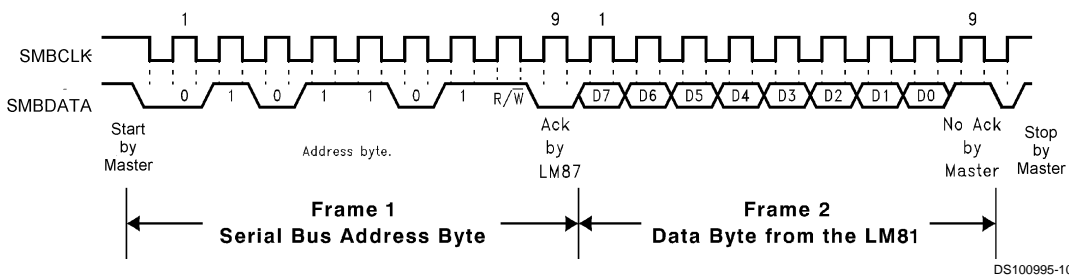 1 9 1 9
SMBCLK
SMBDATA 0 1 0 1 1 0 1 R/W D7 D6 D5 D4 D3 D2 D1 D0
Start
by
Master
Address byte.
Ack
by
LM87
No Ack
by
Master
Stop
by
Master
Frame 1
Serial Bus Address Byte
Frame 2
Data Byte from the LM81
DS100995-10